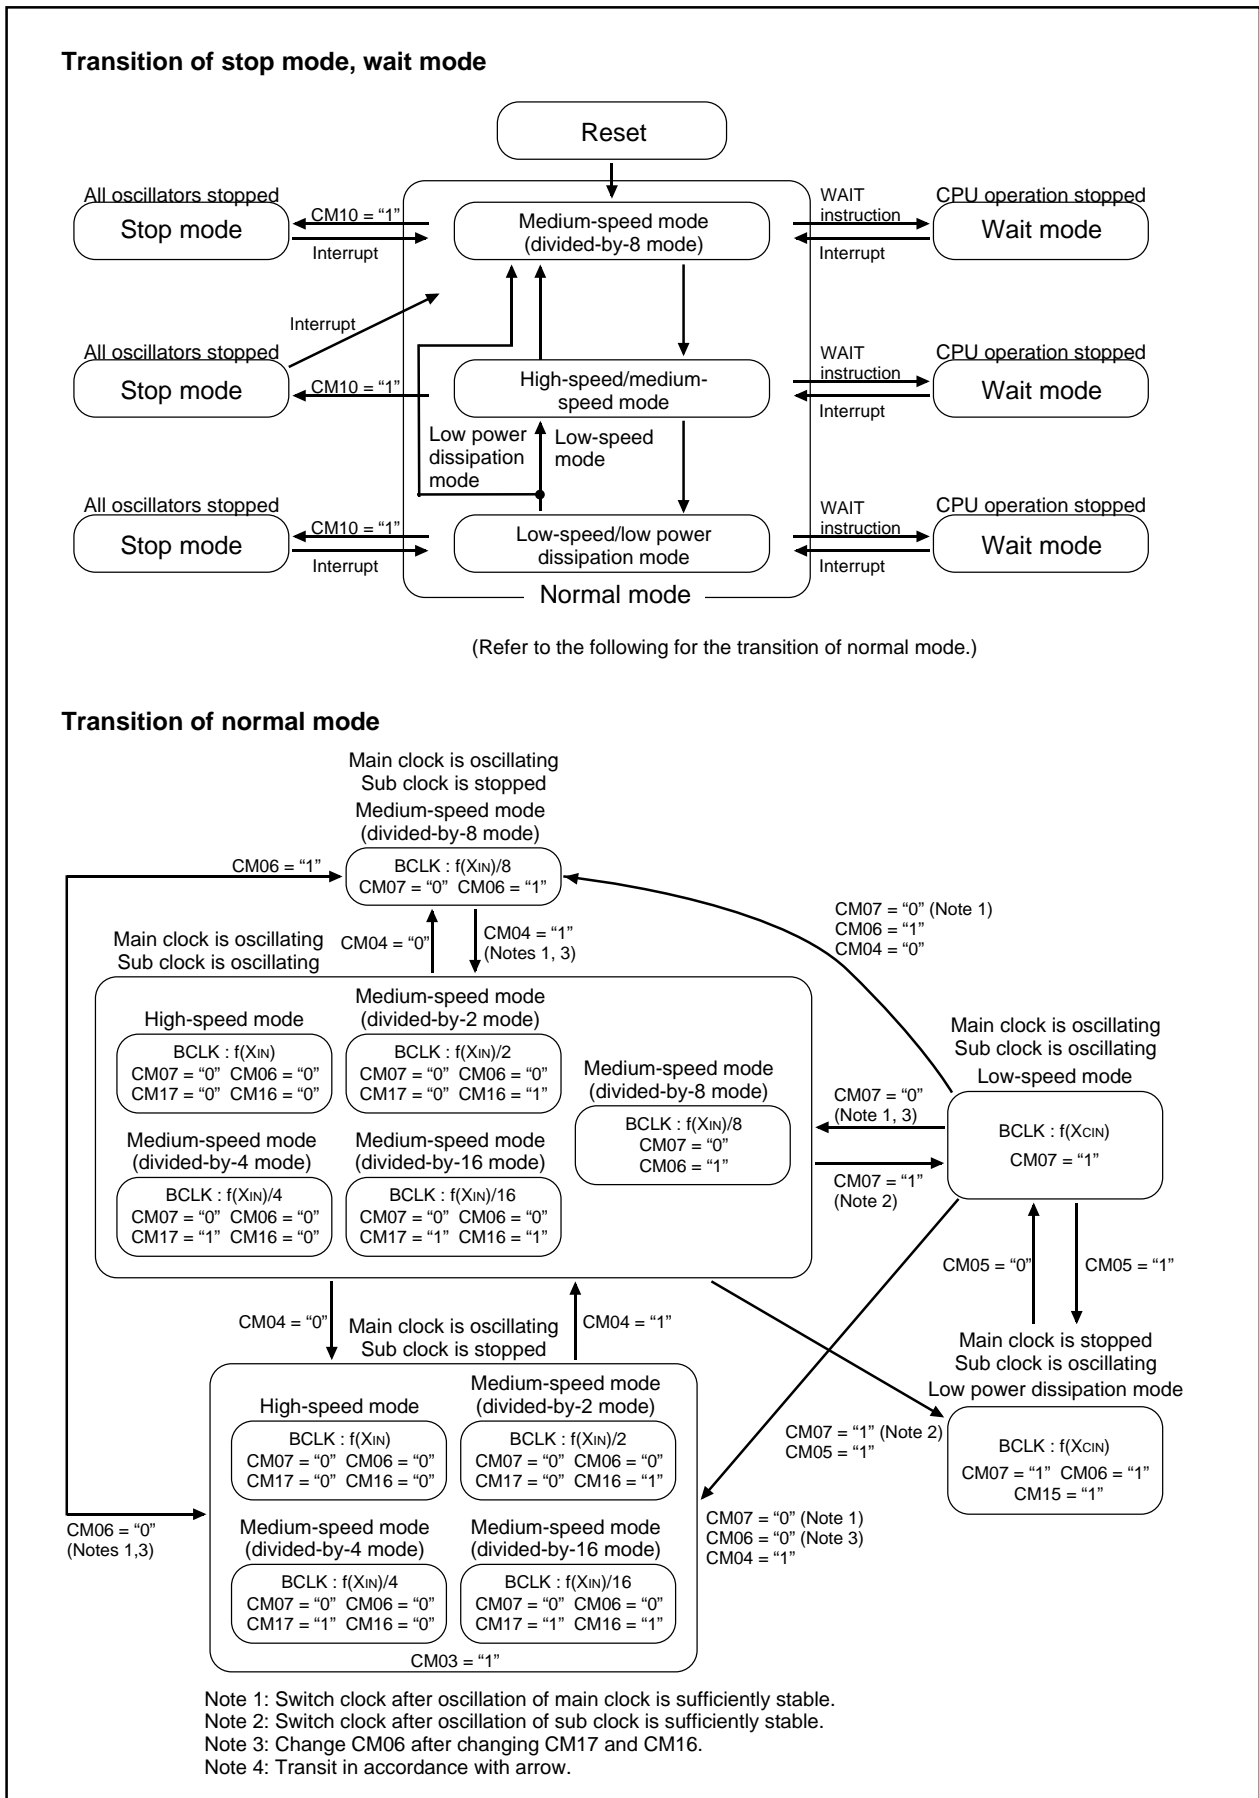 Transition of stop mode, wait mode
Reset
All oscillators stopped
Stop mode
CM10 = “1”
Interrupt
Medium-speed mode
(divided-by-8 mode)
WAIT
instruction
Interrupt
CPU operation stopped
Wait mode
Interrupt
All oscillators stopped
Stop mode
CM10 = “1”
High-speed/medium-
speed mode
WAIT
instruction
Interrupt
CPU operation stopped
Wait mode
Low power
dissipation
mode
Low-speed
mode
All oscillators stopped
Stop mode
CM10 = “1”
Interrupt
Low-speed/low power
dissipation mode
WAIT
instruction
Interrupt
CPU operation stopped
Wait mode
Normal mode
(Refer to the following for the transition of normal mode.)
Transition of normal mode
Main clock is oscillating
Sub clock is stopped
Medium-speed mode
(divided-by-8 mode)
CM06 = “1”
BCLK : f(XIN)/8
CM07 = “0” CM06 = “1”
CM07 = “0” (Note 1)
CM06 = “1”
CM04 = “0”
Main clock is oscillating
Sub clock is oscillating
CM04 = “0”
CM04 = “1”
(Notes 1, 3)
High-speed mode
BCLK : f(XIN)
CM07 = “0” CM06 = “0”
CM17 = “0” CM16 = “0”
Medium-speed mode
(divided-by-2 mode)
BCLK : f(XIN)/2
CM07 = “0” CM06 = “0”
CM17 = “0” CM16 = “1”
Medium-speed mode
(divided-by-8 mode)
BCLK : f(XIN)/8
CM07 = “0”
CM06 = “1”
Medium-speed mode
(divided-by-4 mode)
BCLK : f(XIN)/4
CM07 = “0” CM06 = “0”
CM17 = “1” CM16 = “0”
Medium-speed mode
(divided-by-16 mode)
BCLK : f(XIN)/16
CM07 = “0” CM06 = “0”
CM17 = “1” CM16 = “1”
CM07 = “0”
(Note 1, 3)
CM07 = “1”
(Note 2)
Main clock is oscillating
Sub clock is oscillating
Low-speed mode
BCLK : f(XCIN)
CM07 = “1”
CM05 = “0”
CM05 = “1”
CM04 = “0”
Main clock is oscillating
Sub clock is stopped
CM04 = “1”
Main clock is stopped
Sub clock is oscillating
Low power dissipation mode
BCLK : f(XCIN)
CM07 = “1” CM06 = “1”
CM15 = “1”
CM07 = “1” (Note 2)
CM05 = “1”
High-speed mode
BCLK : f(XIN)
CM07 = “0” CM06 = “0”
CM17 = “0” CM16 = “0”
Medium-speed mode
(divided-by-2 mode)
BCLK : f(XIN)/2
CM07 = “0” CM06 = “0”
CM17 = “0” CM16 = “1”
CM06 = “0”
(Notes 1,3)
Medium-speed mode
(divided-by-4 mode)
BCLK : f(XIN)/4
CM07 = “0” CM06 = “0”
CM17 = “1” CM16 = “0”
Medium-speed mode
(divided-by-16 mode)
BCLK : f(XIN)/16
CM07 = “0” CM06 = “0”
CM17 = “1” CM16 = “1”
CM07 = “0” (Note 1)
CM06 = “0” (Note 3)
CM04 = “1”
CM03 = “1”
Note 1: Switch clock after oscillation of main clock is sufficiently stable.
Note 2: Switch clock after oscillation of sub clock is sufficiently stable.
Note 3: Change CM06 after changing CM17 and CM16.
Note 4: Transit in accordance with arrow.